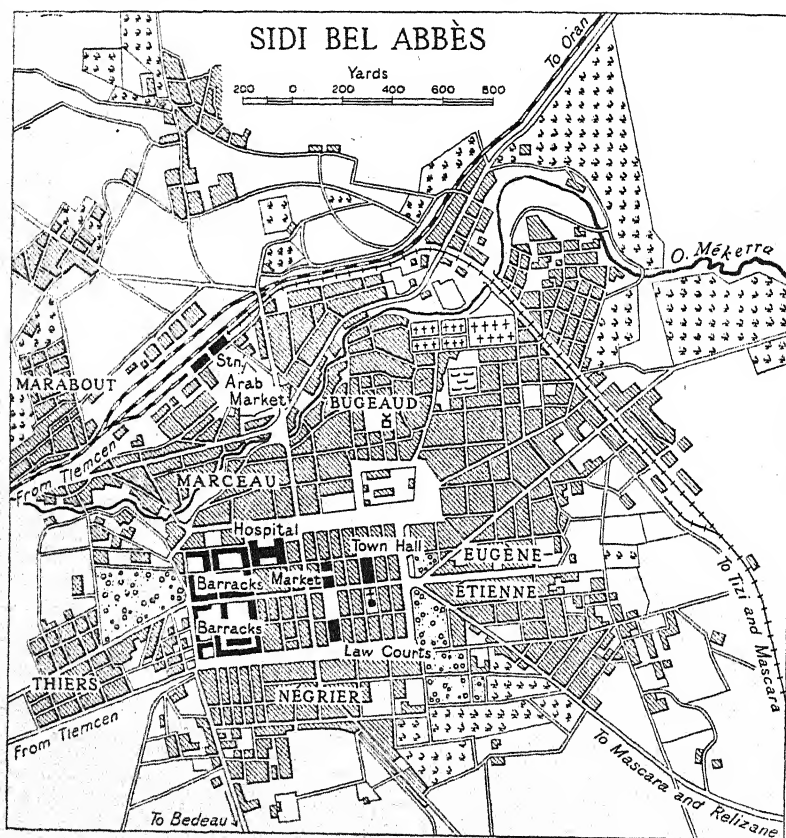 SIDI BEL ABBÈS
Yards
200 0 200 400 600 800
To Oran
O. Mékerra
MARABOUT
Stn.
Arab
Market
BUGEAUD
From Tlemcen
MARCEAU
Hospital
Town Hall
EUGÈNE
Barracks
Market
ÉTIENNE
To Tizi and Mascara
Barracks
Law Courts
THIERS
NÉGRIER
From Tlemcen
To Mascara and Relizane
To Bedeau